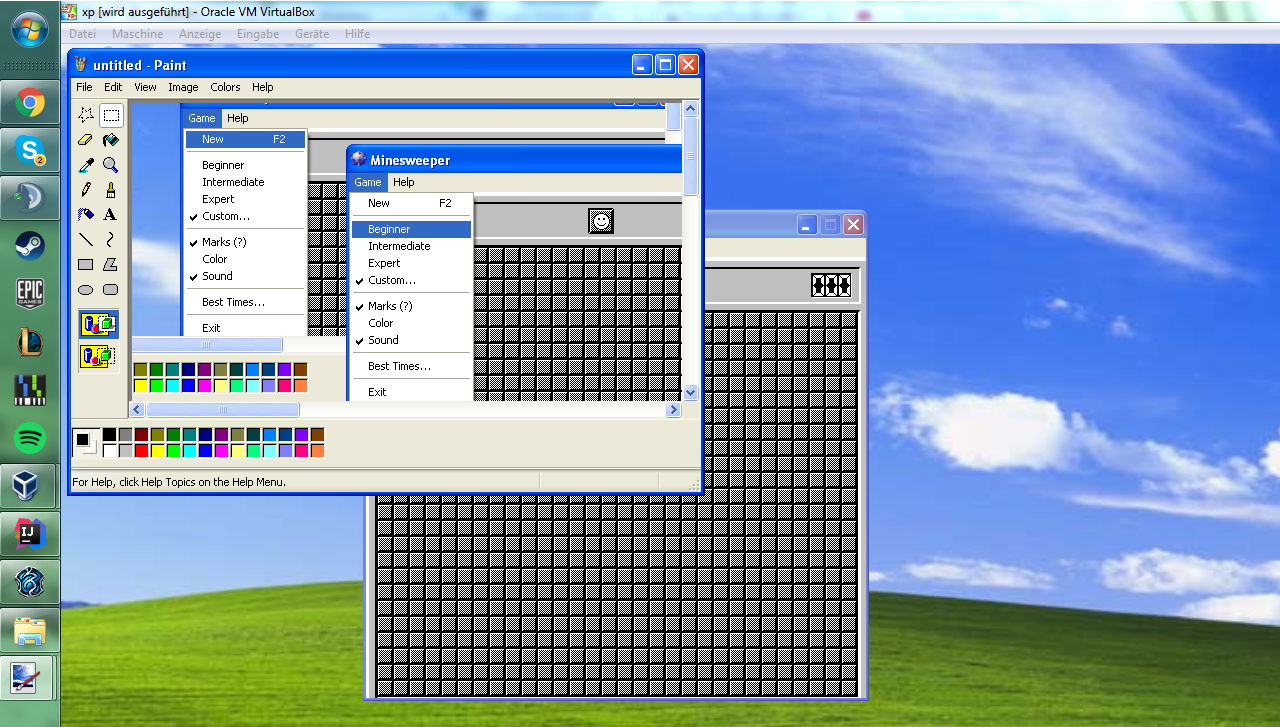 xp [wird ausgeführt] - Oracle VM VirtualBox
Datei Maschine Anzeige Eingabe Geräte Hilfe
untitled - Paint
File Edit View Image Colors Help
Game Help
New F2
Beginner
Intermediate
Expert
Custom...
Marks (?)
Color
Sound
Best Times...
Exit
Minesweeper
Game Help
New F2
Beginner
Intermediate
Expert
Custom...
Marks (?)
Color
Sound
Best Times...
Exit
A
For Help, click Help Topics on the Help Menu.
xp
S
2
EPIC
GAMES
L
IJ